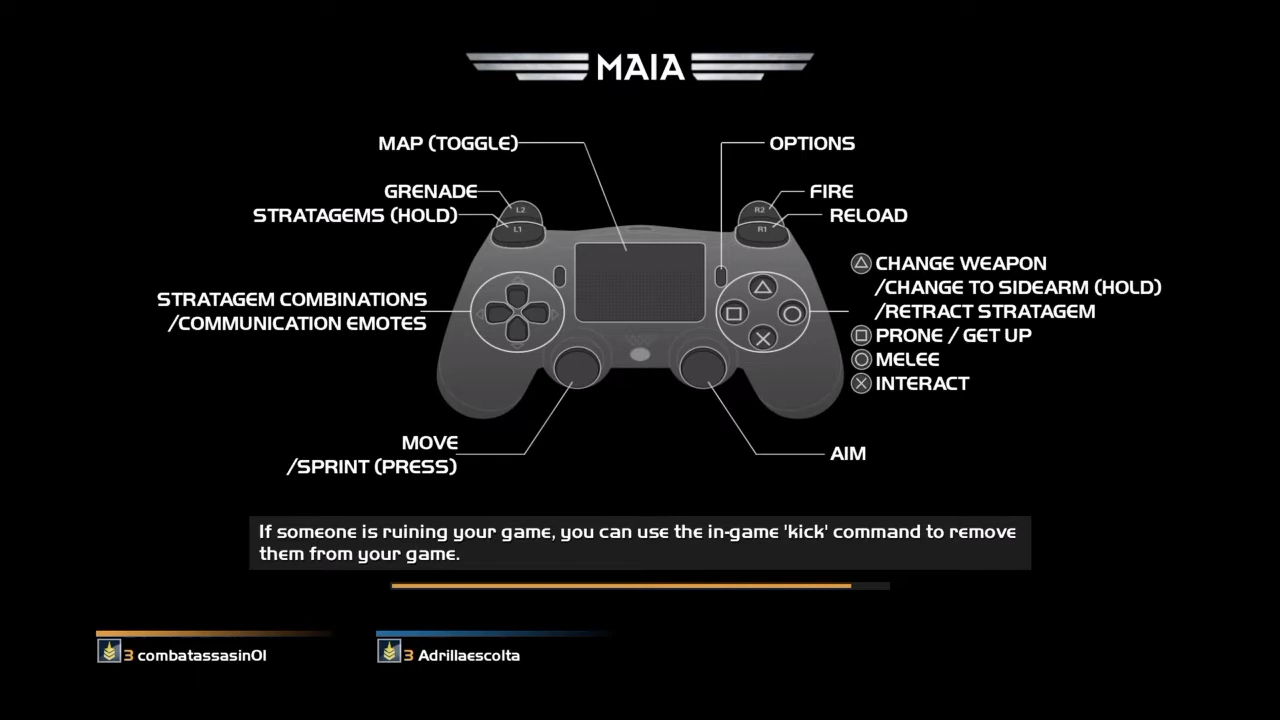 MAIA
MAP (TOGGLE)
OPTIONS
GRENADE
FIRE
STRATAGEMS (HOLD)
RELOAD
L2
L1
R2
R1
CHANGE WEAPON
/CHANGE TO SIDEARM (HOLD)
/RETRACT STRATAGEM
PRONE / GET UP
MELEE
INTERACT
STRATAGEM COMBINATIONS
/COMMUNICATION EMOTES
MOVE
/SPRINT (PRESS)
AIM
If someone is ruining your game, you can use the in-game 'kick' command to remove
them from your game.
3 combatassasin01
3 Adrillaescolta